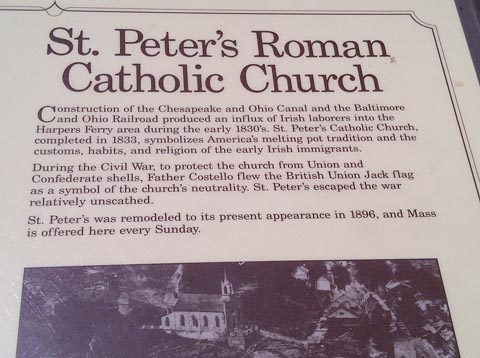 St. Peter's Roman
Catholic Church
Construction of the Chesapeake and Ohio Canal and the Baltimore
and Ohio Railroad produced an influx of Irish laborers into the
Harpers Ferry area during the early 1830's. St. Peter's Catholic Church,
completed in 1833, symbolizes America's melting pot tradition and the
customs, habits, and religion of the early Irish immigrants.
During the Civil War, to protect the church from Union and
Confederate shells, Father Costello flew the British Union Jack flag
as a symbol of the church's neutrality. St. Peter's escaped the war
relatively unscathed.
St. Peter's was remodeled to its present appearance in 1896, and Mass
is offered here every Sunday.